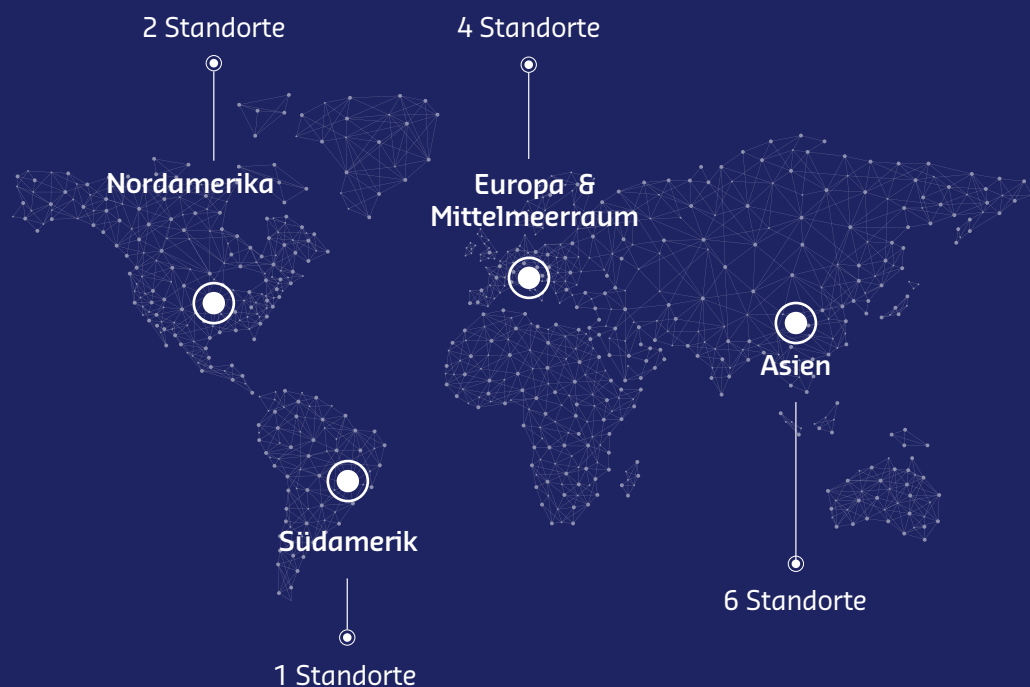 2 Standorte
4 Standorte
Nordamerika
Europa &
Mittelmeerraum
Asien
Südamerik
6 Standorte
1 Standorte